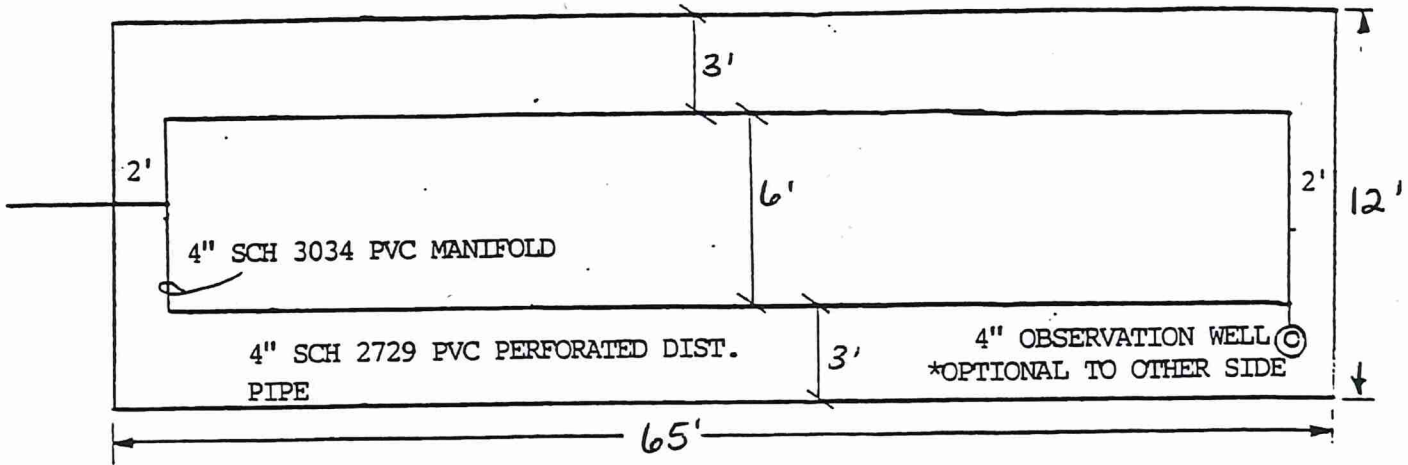 3'
2'
6'
2'
12'
4" SCH 3034 PVC MANIFOLD
4" SCH 2729 PVC PERFORATED DIST.
PIPE
3'
4" OBSERVATION WELL
*OPTIONAL TO OTHER SIDE
65'